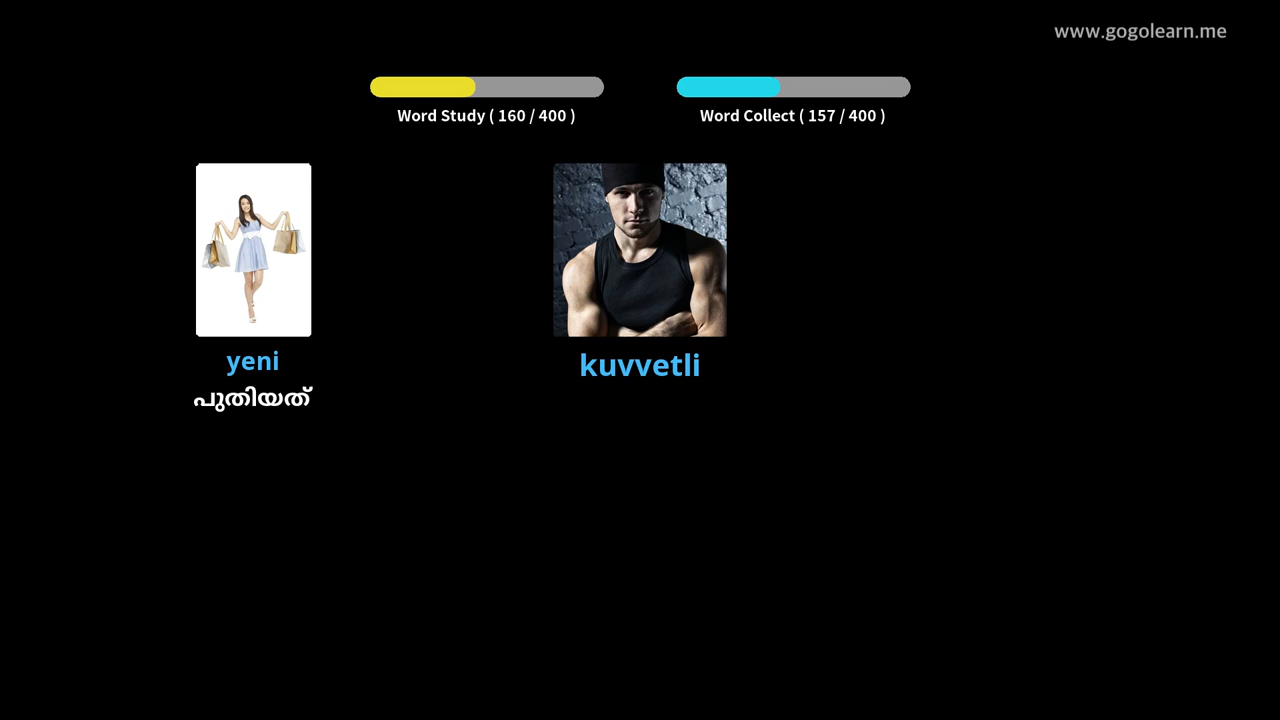 www.gogolearn.me
Word Study ( 160 / 400 )
Word Collect ( 157 / 400 )
yeni
പുതിയത്
kuvvetli